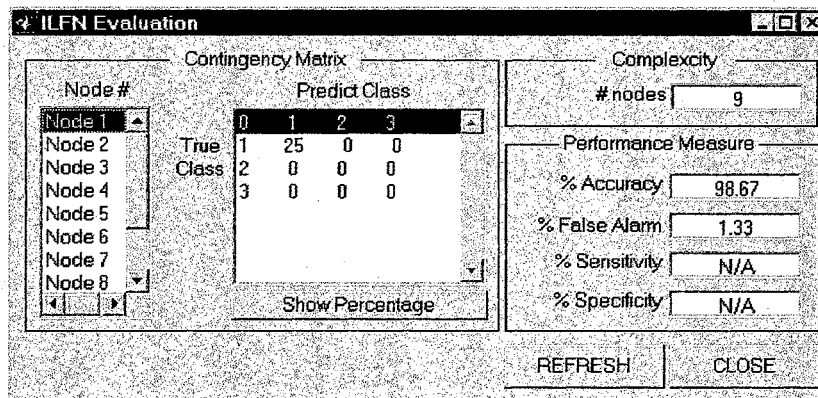 ILFN Evaluation
Contingency Matrix
Node #
Node 1
Node 2
Node 3
Node 4
Node 5
Node 6
Node 7
Node 8
Predict Class
True Class
0 1 2 3
1 25 0 0
2 0 0 0
3 0 0 0
Show Percentage
Complexcity
# nodes 9
Performance Measure
% Accuracy 98.67
% False Alarm 1.33
% Sensitivity N/A
% Specificity N/A
REFRESH
CLOSE